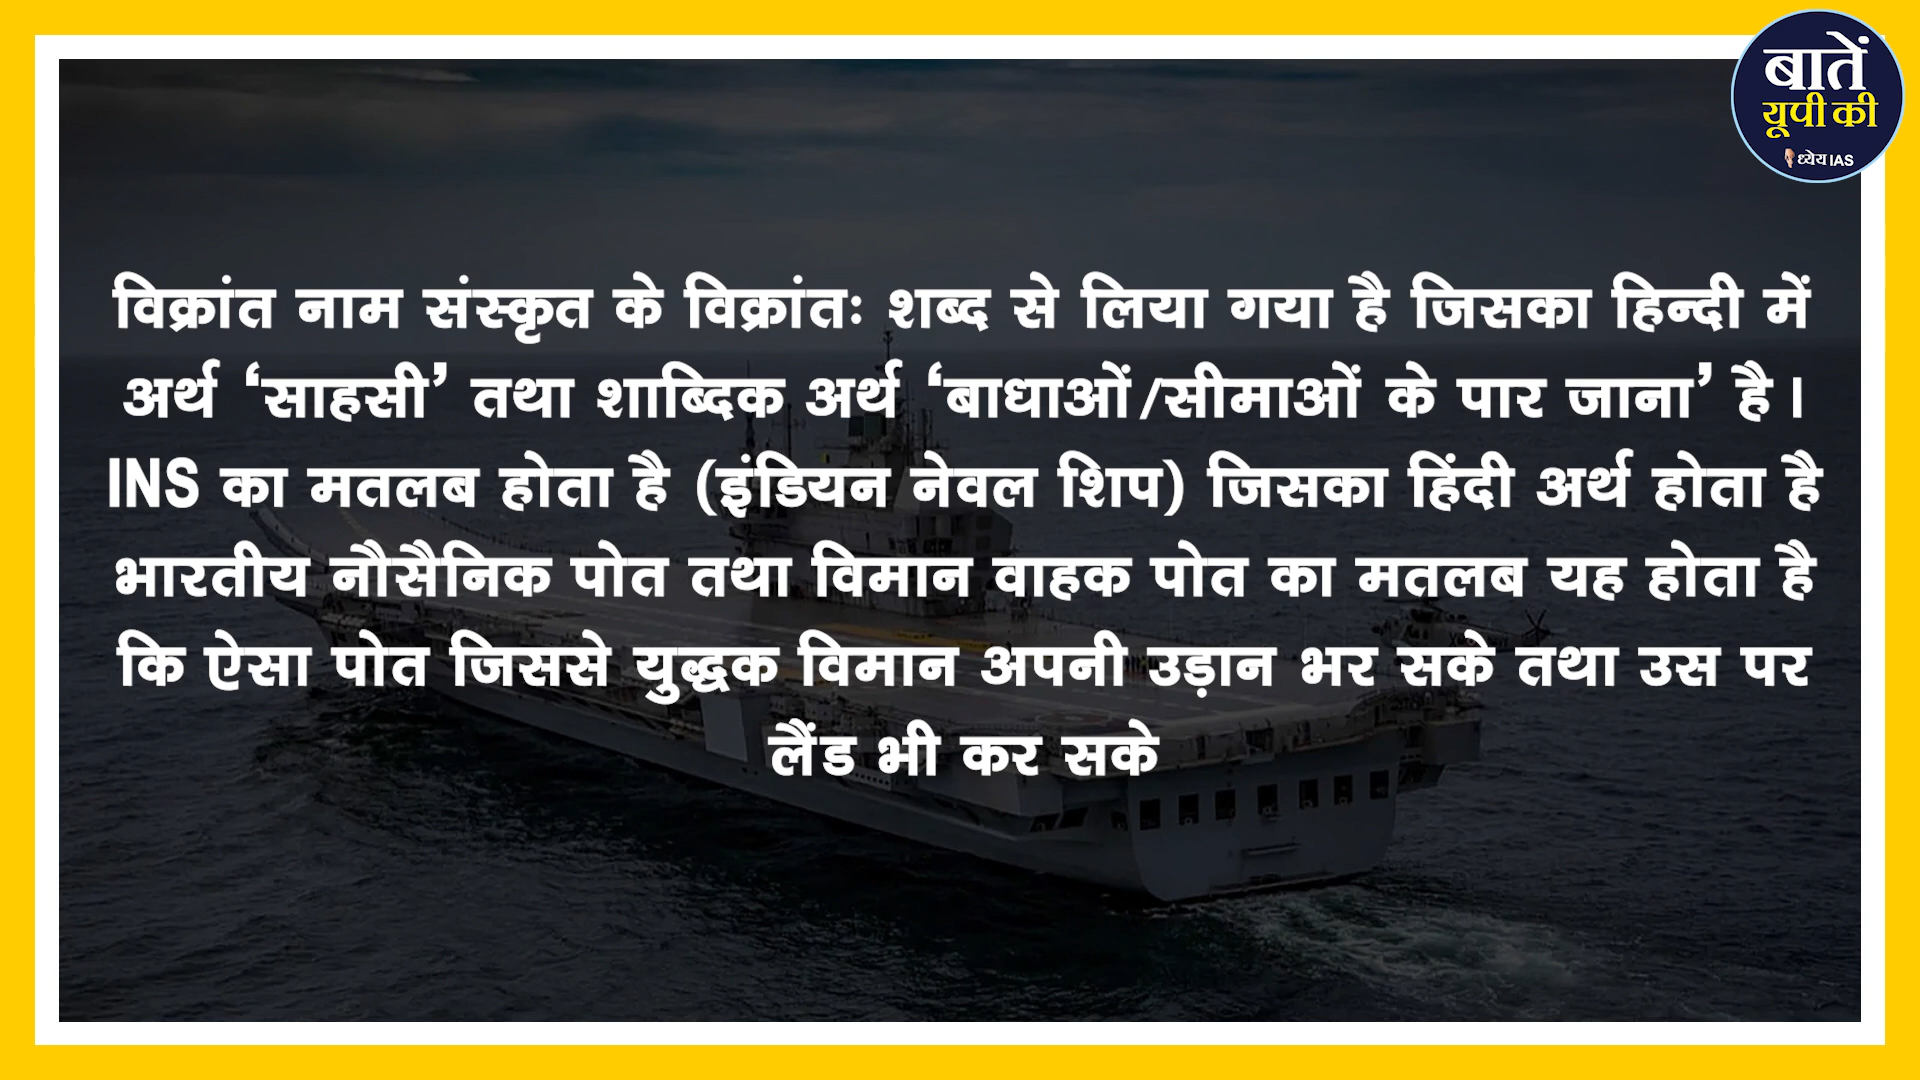 बातें
यूपी की
ध्येय IAS
विक्रांत नाम संस्कृत के विक्रांतः शब्द से लिया गया है जिसका हिन्दी में
अर्थ ‘साहसी’ तथा शाब्दिक अर्थ ‘बाधाओं/सीमाओं के पार जाना’ है।
INS का मतलब होता है (इंडियन नेवल शिप) जिसका हिंदी अर्थ होता है
भारतीय नौसैनिक पोत तथा विमान वाहक पोत का मतलब यह होता है
कि ऐसा पोत जिससे युद्धक विमान अपनी उड़ान भर सके तथा उस पर
लैंड भी कर सके